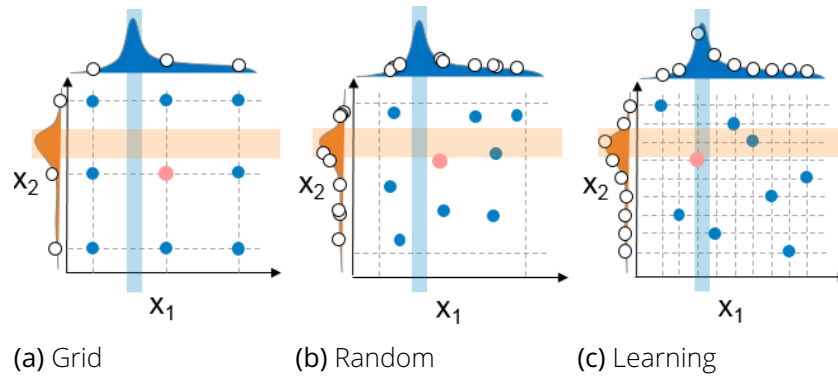 X₂
X₁
(a) Grid
X₂
X₁
(b) Random
X₂
X₁
(c) Learning